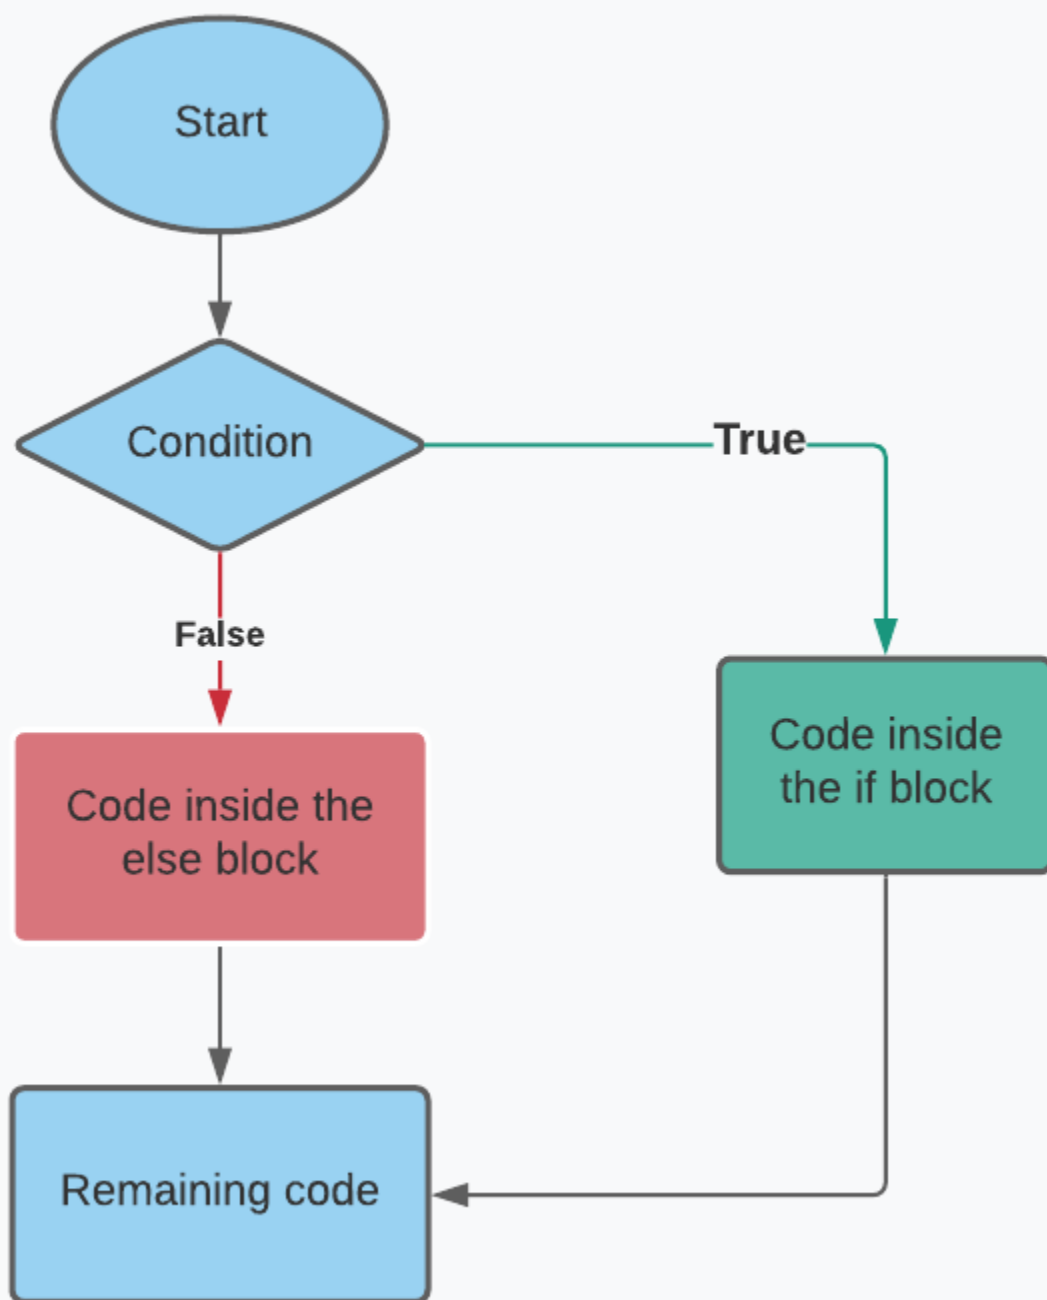 Start
Condition
True
False
Code inside
the if block
Code inside the
else block
Remaining code